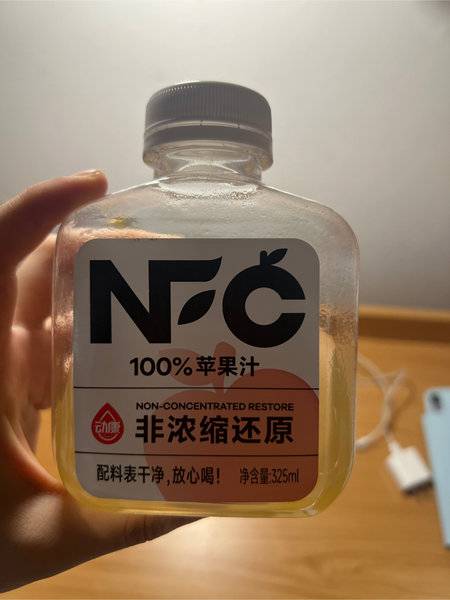 NFC
100%苹果汁
NON-CONCENTRATED RESTORE
动康
非浓缩还原
配料表干净,放心喝!
净含量:325ml